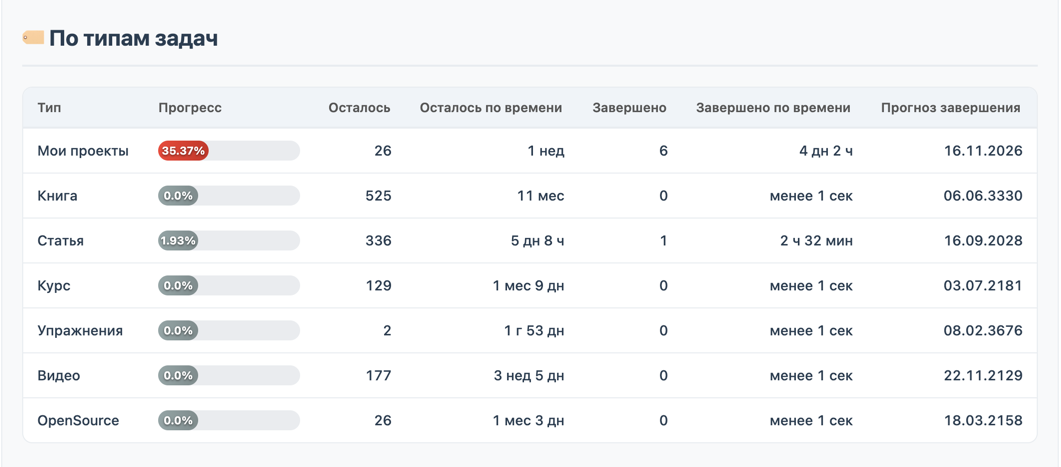 По типам задач
Тип Прогресс Осталось Осталось по времени Завершено Завершено по времени Прогноз завершения
Мои проекты 35.37% 26 1 нед 6 4 дн 2 ч 16.11.2026
Книга 0.0% 525 11 мес 0 менее 1 сек 06.06.3330
Статья 1.93% 336 5 дн 8 ч 1 2 ч 32 мин 16.09.2028
Курс 0.0% 129 1 мес 9 дн 0 менее 1 сек 03.07.2181
Упражнения 0.0% 2 1 г 53 дн 0 менее 1 сек 08.02.3676
Видео 0.0% 177 3 нед 5 дн 0 менее 1 сек 22.11.2129
OpenSource 0.0% 26 1 мес 3 дн 0 менее 1 сек 18.03.2158